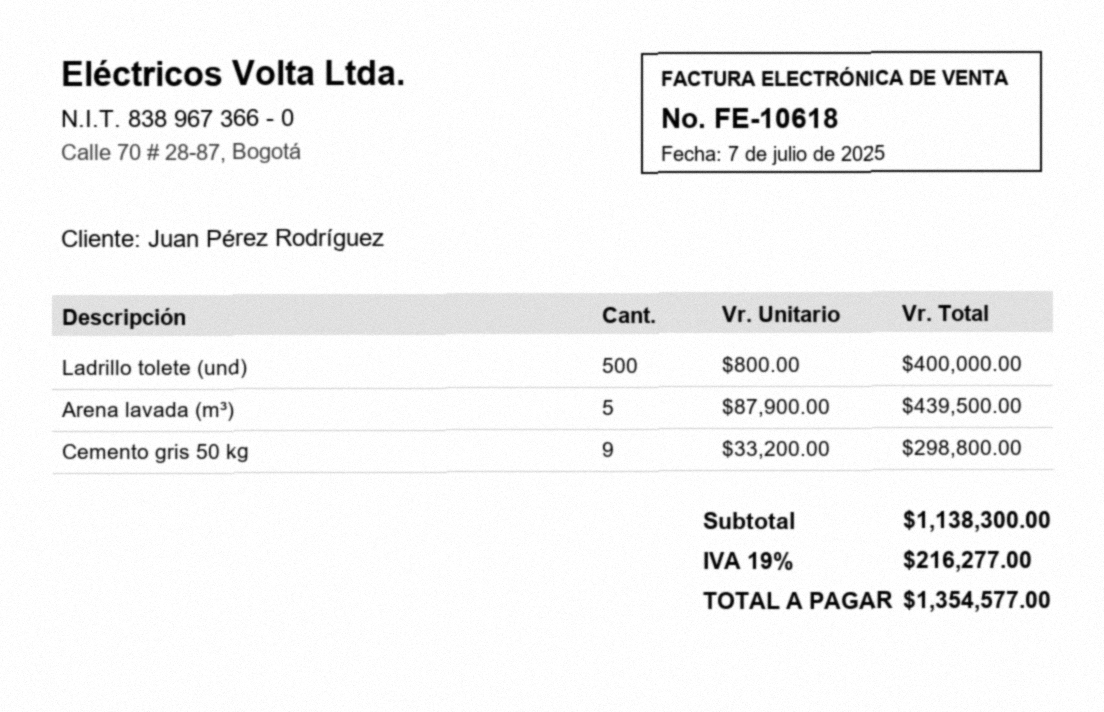 Eléctricos Volta Ltda.
N.I.T. 838 967 366 - 0
Calle 70 # 28-87, Bogotá
FACTURA ELECTRÓNICA DE VENTA
No. FE-10618
Fecha: 7 de julio de 2025
Cliente: Juan Pérez Rodríguez
Descripción Cant. Vr. Unitario Vr. Total
Ladrillo tolete (und) 500 $800.00 $400,000.00
Arena lavada (m³) 5 $87,900.00 $439,500.00
Cemento gris 50 kg 9 $33,200.00 $298,800.00
Subtotal $1,138,300.00
IVA 19% $216,277.00
TOTAL A PAGAR $1,354,577.00